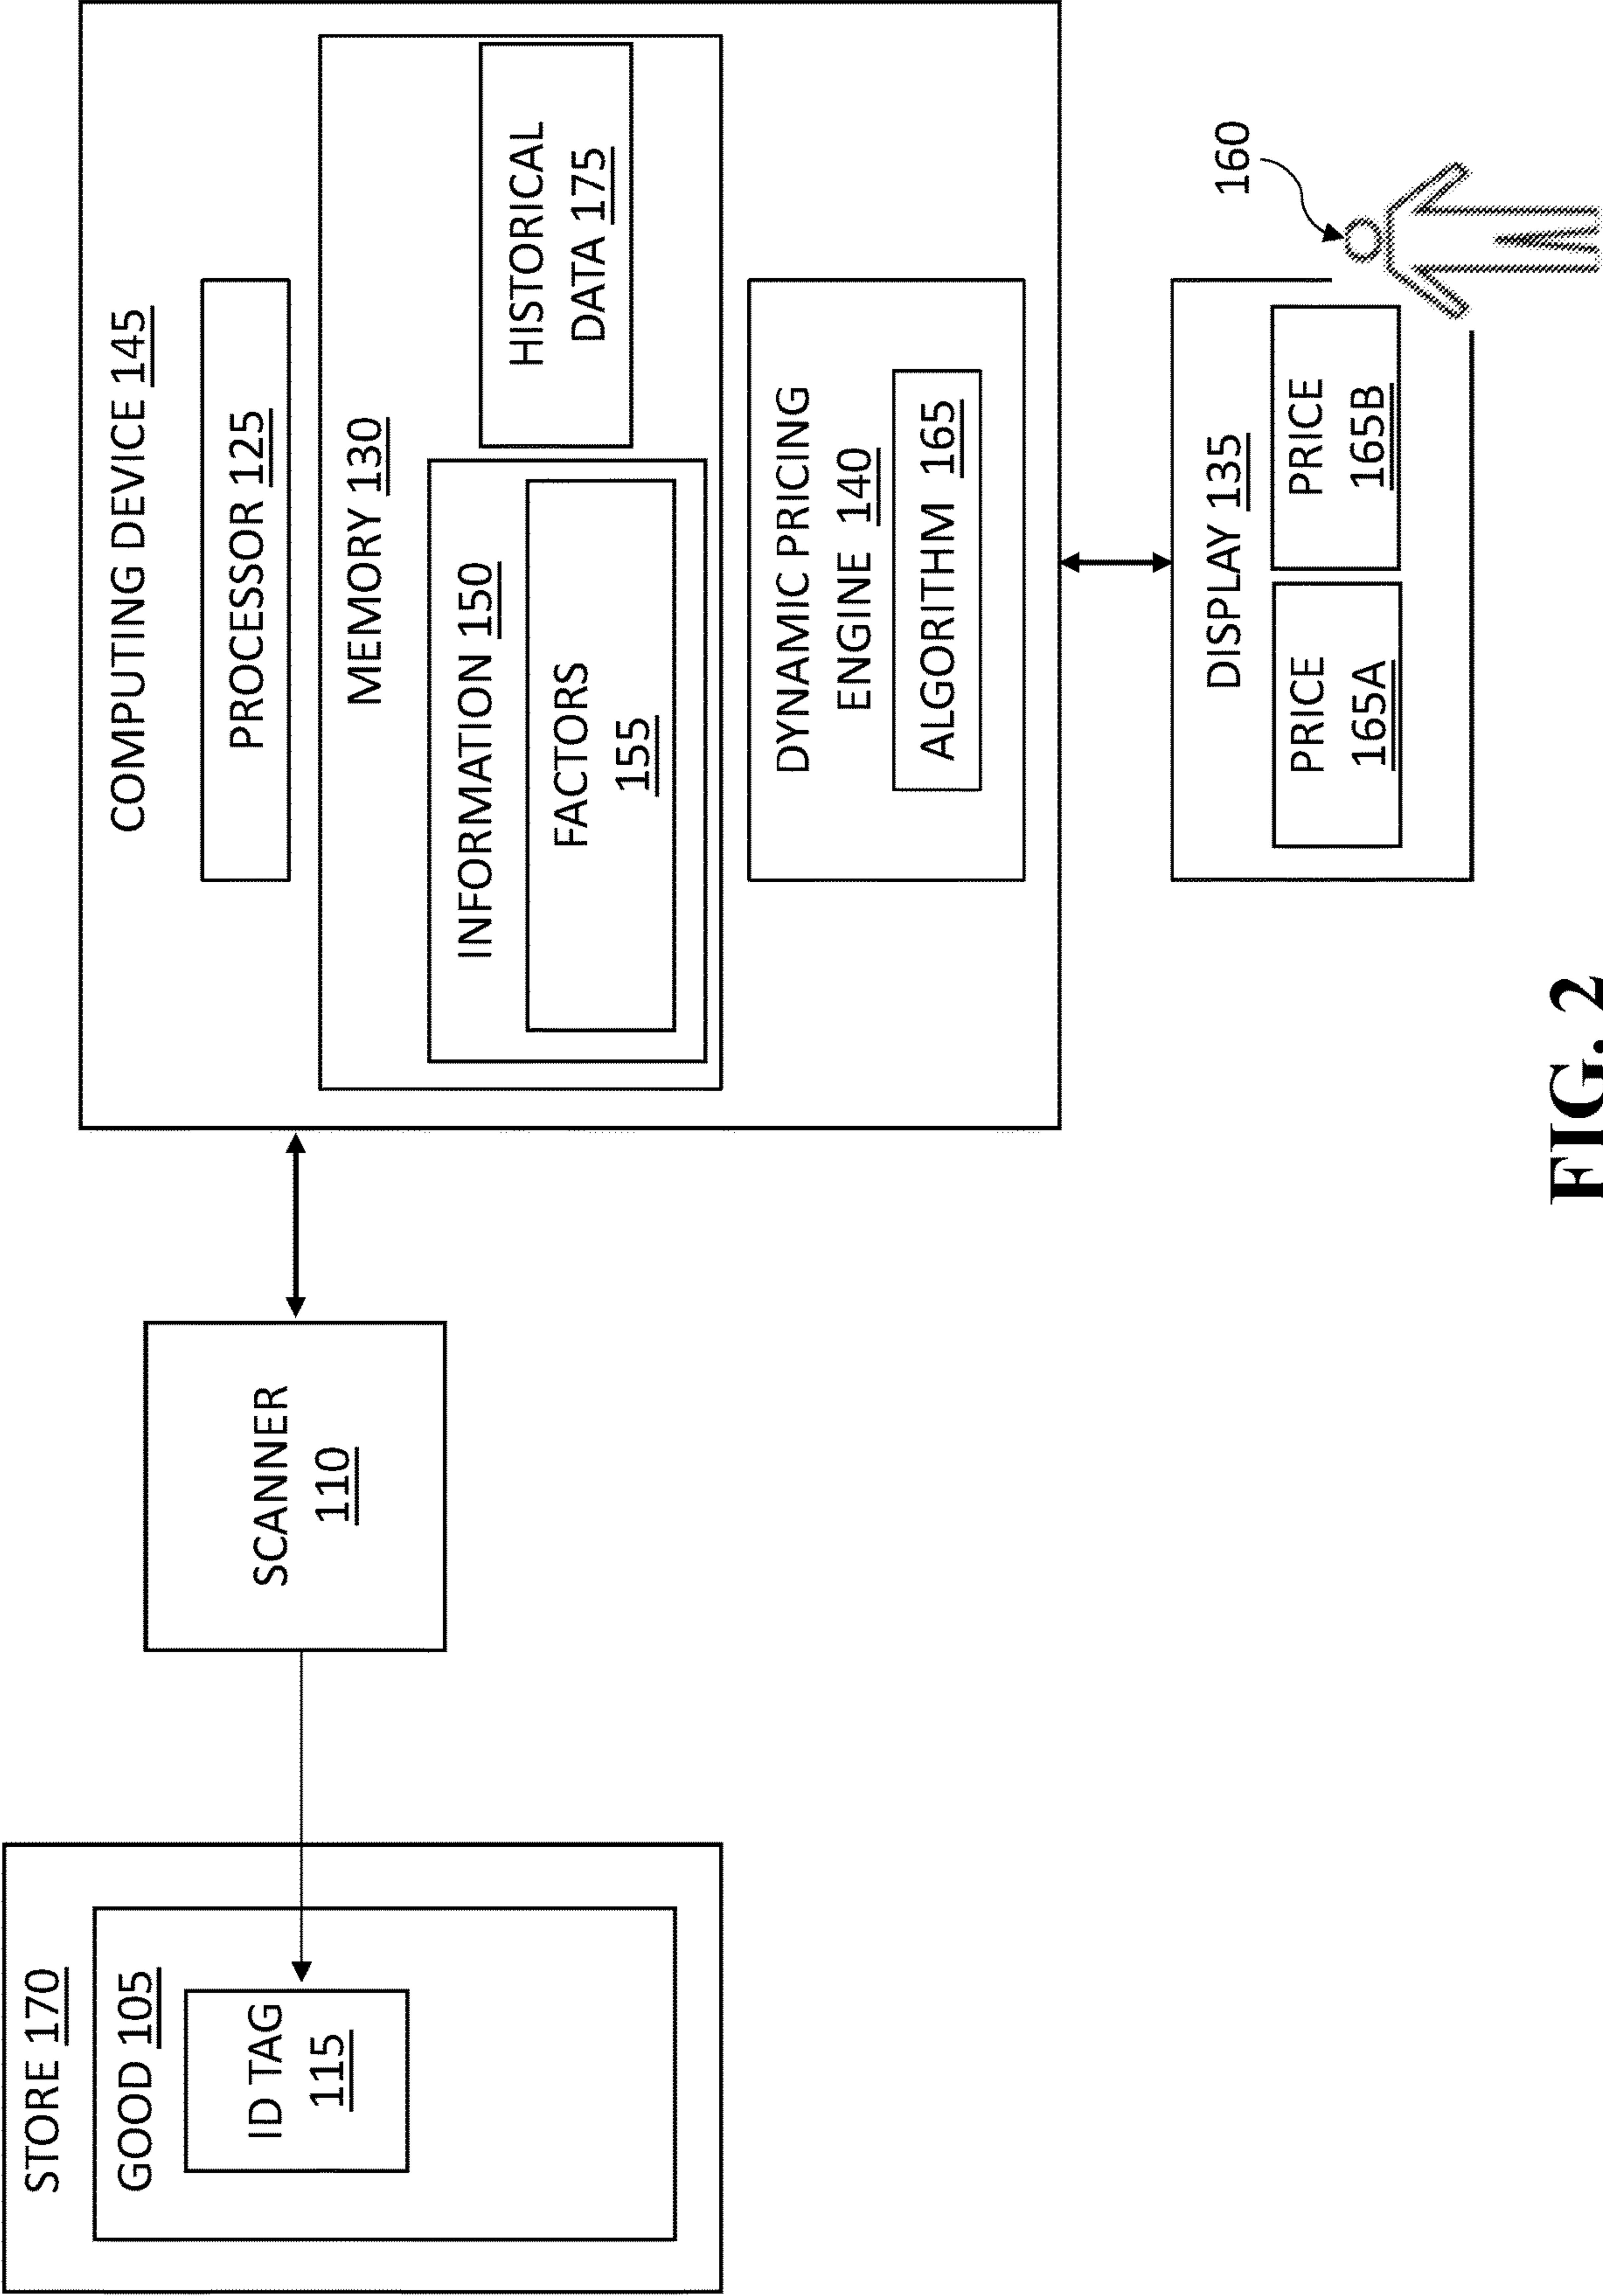 STORE 170
GOOD 105
ID TAG
115
SCANNER
110
COMPUTING DEVICE 145
PROCESSOR 125
MEMORY 130
INFORMATION 150
FACTORS
155
HISTORICAL
DATA 175
DYNAMIC PRICING
ENGINE 140
ALGORITHM 165
DISPLAY 135
PRICE
165A
PRICE
165B
160
FIG. 2